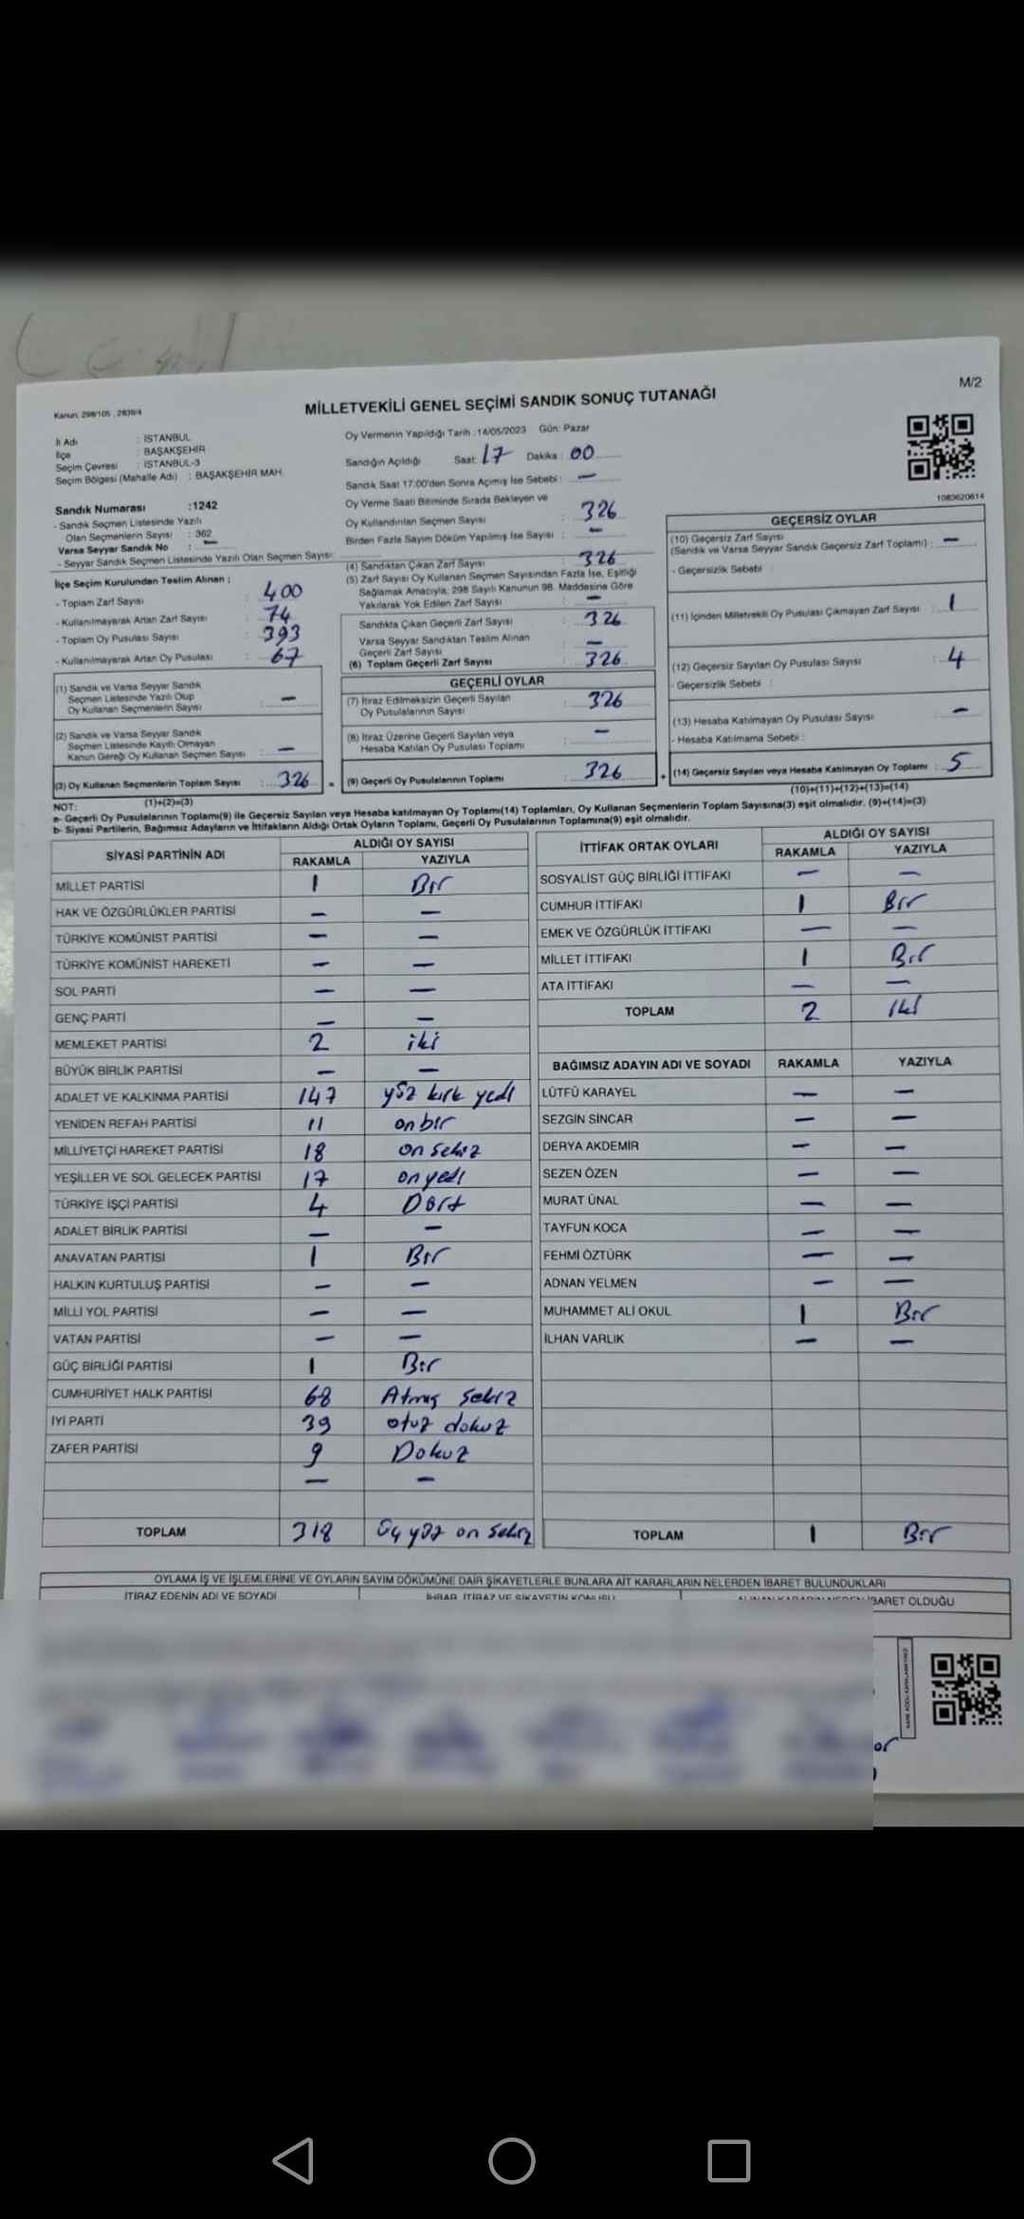 M/2
Kanun: 298/105 , 2839/4
MİLLETVEKİLİ GENEL SEÇİMİ SANDIK SONUÇ TUTANAĞI
İl Adı : İSTANBUL
İlçe : BAŞAKŞEHİR
Seçim Çevresi : İSTANBUL-3
Seçim Bölgesi (Mahalle Adı) : BAŞAKŞEHİR MAH.
Oy Vermenin Yapıldığı Tarih :14/05/2023 Gün: Pazar
Sandığın Açıldığı Saat: 17 Dakika : 00
Sandık Saat 17:00'den Sonra Açımış İse Sebebi : —
Oy Verme Saati Bitiminde Sırada Bekleyen ve
Oy Kullandırılan Seçmen Sayısı : 326
Birden Fazla Sayım Döküm Yapılmış İse Sayısı : —
1083620614
Sandık Numarası :1242
- Sandık Seçmen Listesinde Yazılı
Olan Seçmenlerin Sayısı : 362
Varsa Seyyar Sandık No : —
- Seyyar Sandık Seçmen Listesinde Yazılı Olan Seçmen Sayısı:
İlçe Seçim Kurulundan Teslim Alınan ;
- Toplam Zarf Sayısı : 400
- Kullanılmayarak Artan Zarf Sayısı : 74
- Toplam Oy Pusulası Sayısı : 393
- Kullanılmayarak Artan Oy Pusulası : 67
(1) Sandık ve Varsa Seyyar Sandık
Seçmen Listesinde Yazılı Olup
Oy Kullanan Seçmenlerin Sayısı : —
(2) Sandık ve Varsa Seyyar Sandık
Seçmen Listesinde Kayıtlı Olmayan
Kanun Gereği Oy Kullanan Seçmen Sayısı : —
(3) Oy Kullanan Seçmenlerin Toplam Sayısı : 326
(1)+(2)=(3)
(4) Sandıktan Çıkan Zarf Sayısı : 326
(5) Zarf Sayısı Oy Kullanan Seçmen Sayısından Fazla İse, Eşitliği
Sağlamak Amacıyla, 298 Sayılı Kanunun 98. Maddesine Göre
Yakılarak Yok Edilen Zarf Sayısı : —
Sandıkta Çıkan Geçerli Zarf Sayısı : 326
Varsa Seyyar Sandıktan Teslim Alınan
Geçerli Zarf Sayısı : —
(6) Toplam Geçerli Zarf Sayısı : 326
GEÇERLİ OYLAR
(7) İtiraz Edilmeksizin Geçerli Sayılan
Oy Pusulalarının Sayısı : 326
(8) İtiraz Üzerine Geçerli Sayılan veya
Hesaba Katılan Oy Pusulası Toplamı : —
= (9) Geçerli Oy Pusulalarının Toplamı : 326
GEÇERSİZ OYLAR
(10) Geçersiz Zarf Sayısı
(Sandık ve Varsa Seyyar Sandık Geçersiz Zarf Toplamı) : —
- Geçersizlik Sebebi :
(11) İçinden Milletvekili Oy Pusulası Çıkmayan Zarf Sayısı : 1
(12) Geçersiz Sayılan Oy Pusulası Sayısı : 4
- Geçersizlik Sebebi :
(13) Hesaba Katılmayan Oy Pusulası Sayısı : —
- Hesaba Katılmama Sebebi :
+ (14) Geçersiz Sayılan veya Hesaba Katılmayan Oy Toplamı : 5
(10)+(11)+(12)+(13)=(14)
NOT:
a- Geçerli Oy Pusulalarının Toplamı(9) ile Geçersiz Sayılan veya Hesaba katılmayan Oy Toplamı(14) Toplamları, Oy Kullanan Seçmenlerin Toplam Sayısına(3) eşit olmalıdır. (9)+(14)=(3)
b- Siyasi Partilerin, Bağımsız Adayların ve İttifakların Aldığı Ortak Oyların Toplamı, Geçerli Oy Pusulalarının Toplamına(9) eşit olmalıdır.
SİYASİ PARTİNİN ADI ALDIĞI OY SAYISI
RAKAMLA YAZIYLA
MİLLET PARTİSİ 1 Bir
HAK VE ÖZGÜRLÜKLER PARTİSİ — —
TÜRKİYE KOMÜNİST PARTİSİ — —
TÜRKİYE KOMÜNİST HAREKETİ — —
SOL PARTİ — —
GENÇ PARTİ — —
MEMLEKET PARTİSİ 2 iki
BÜYÜK BİRLİK PARTİSİ — —
ADALET VE KALKINMA PARTİSİ 147 yüz kırk yedi
YENİDEN REFAH PARTİSİ 11 onbir
MİLLİYETÇİ HAREKET PARTİSİ 18 on sekiz
YEŞİLLER VE SOL GELECEK PARTİSİ 17 onyedi
TÜRKİYE İŞÇİ PARTİSİ 4 Dört
ADALET BİRLİK PARTİSİ — —
ANAVATAN PARTİSİ 1 Bir
HALKIN KURTULUŞ PARTİSİ — —
MİLLİ YOL PARTİSİ — —
VATAN PARTİSİ — —
GÜÇ BİRLİĞİ PARTİSİ 1 Bir
CUMHURİYET HALK PARTİSİ 68 Atmış sekiz
İYİ PARTİ 39 otuz dokuz
ZAFER PARTİSİ 9 Dokuz
— —
TOPLAM 318 Üç yüz on sekiz
İTTİFAK ORTAK OYLARI ALDIĞI OY SAYISI
RAKAMLA YAZIYLA
SOSYALİST GÜÇ BİRLİĞİ İTTİFAKI — —
CUMHUR İTTİFAKI 1 Bir
EMEK VE ÖZGÜRLÜK İTTİFAKI — —
MİLLET İTTİFAKI 1 Bir
ATA İTTİFAKI — —
TOPLAM 2 iki
BAĞIMSIZ ADAYIN ADI VE SOYADI RAKAMLA YAZIYLA
LÜTFÜ KARAYEL — —
SEZGİN SİNCAR — —
DERYA AKDEMİR — —
SEZEN ÖZEN — —
MURAT ÜNAL — —
TAYFUN KOCA — —
FEHMİ ÖZTÜRK — —
ADNAN YELMEN — —
MUHAMMET ALİ OKUL 1 Bir
İLHAN VARLIK — —
TOPLAM 1 Bir
OYLAMA İŞ VE İŞLEMLERİNE VE OYLARIN SAYIM DÖKÜMÜNE DAİR ŞİKAYETLERLE BUNLARA AİT KARARLARIN NELERDEN İBARET BULUNDUKLARI
İTİRAZ EDENİN ADI VE SOYADI İHBAR, İTİRAZ VE ŞİKAYETİN KONUSU ALINAN KARARIN NEDEN İBARET OLDUĞU